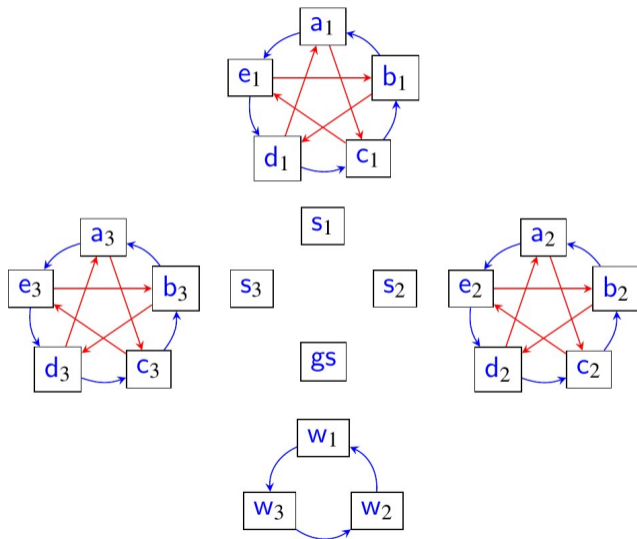 a₁
e₁ b₁
d₁ c₁
s₁
a₃ a₂
e₃ b₃ s₃ s₂ e₂ b₂
d₃ c₃ gs d₂ c₂
w₁
w₃ w₂